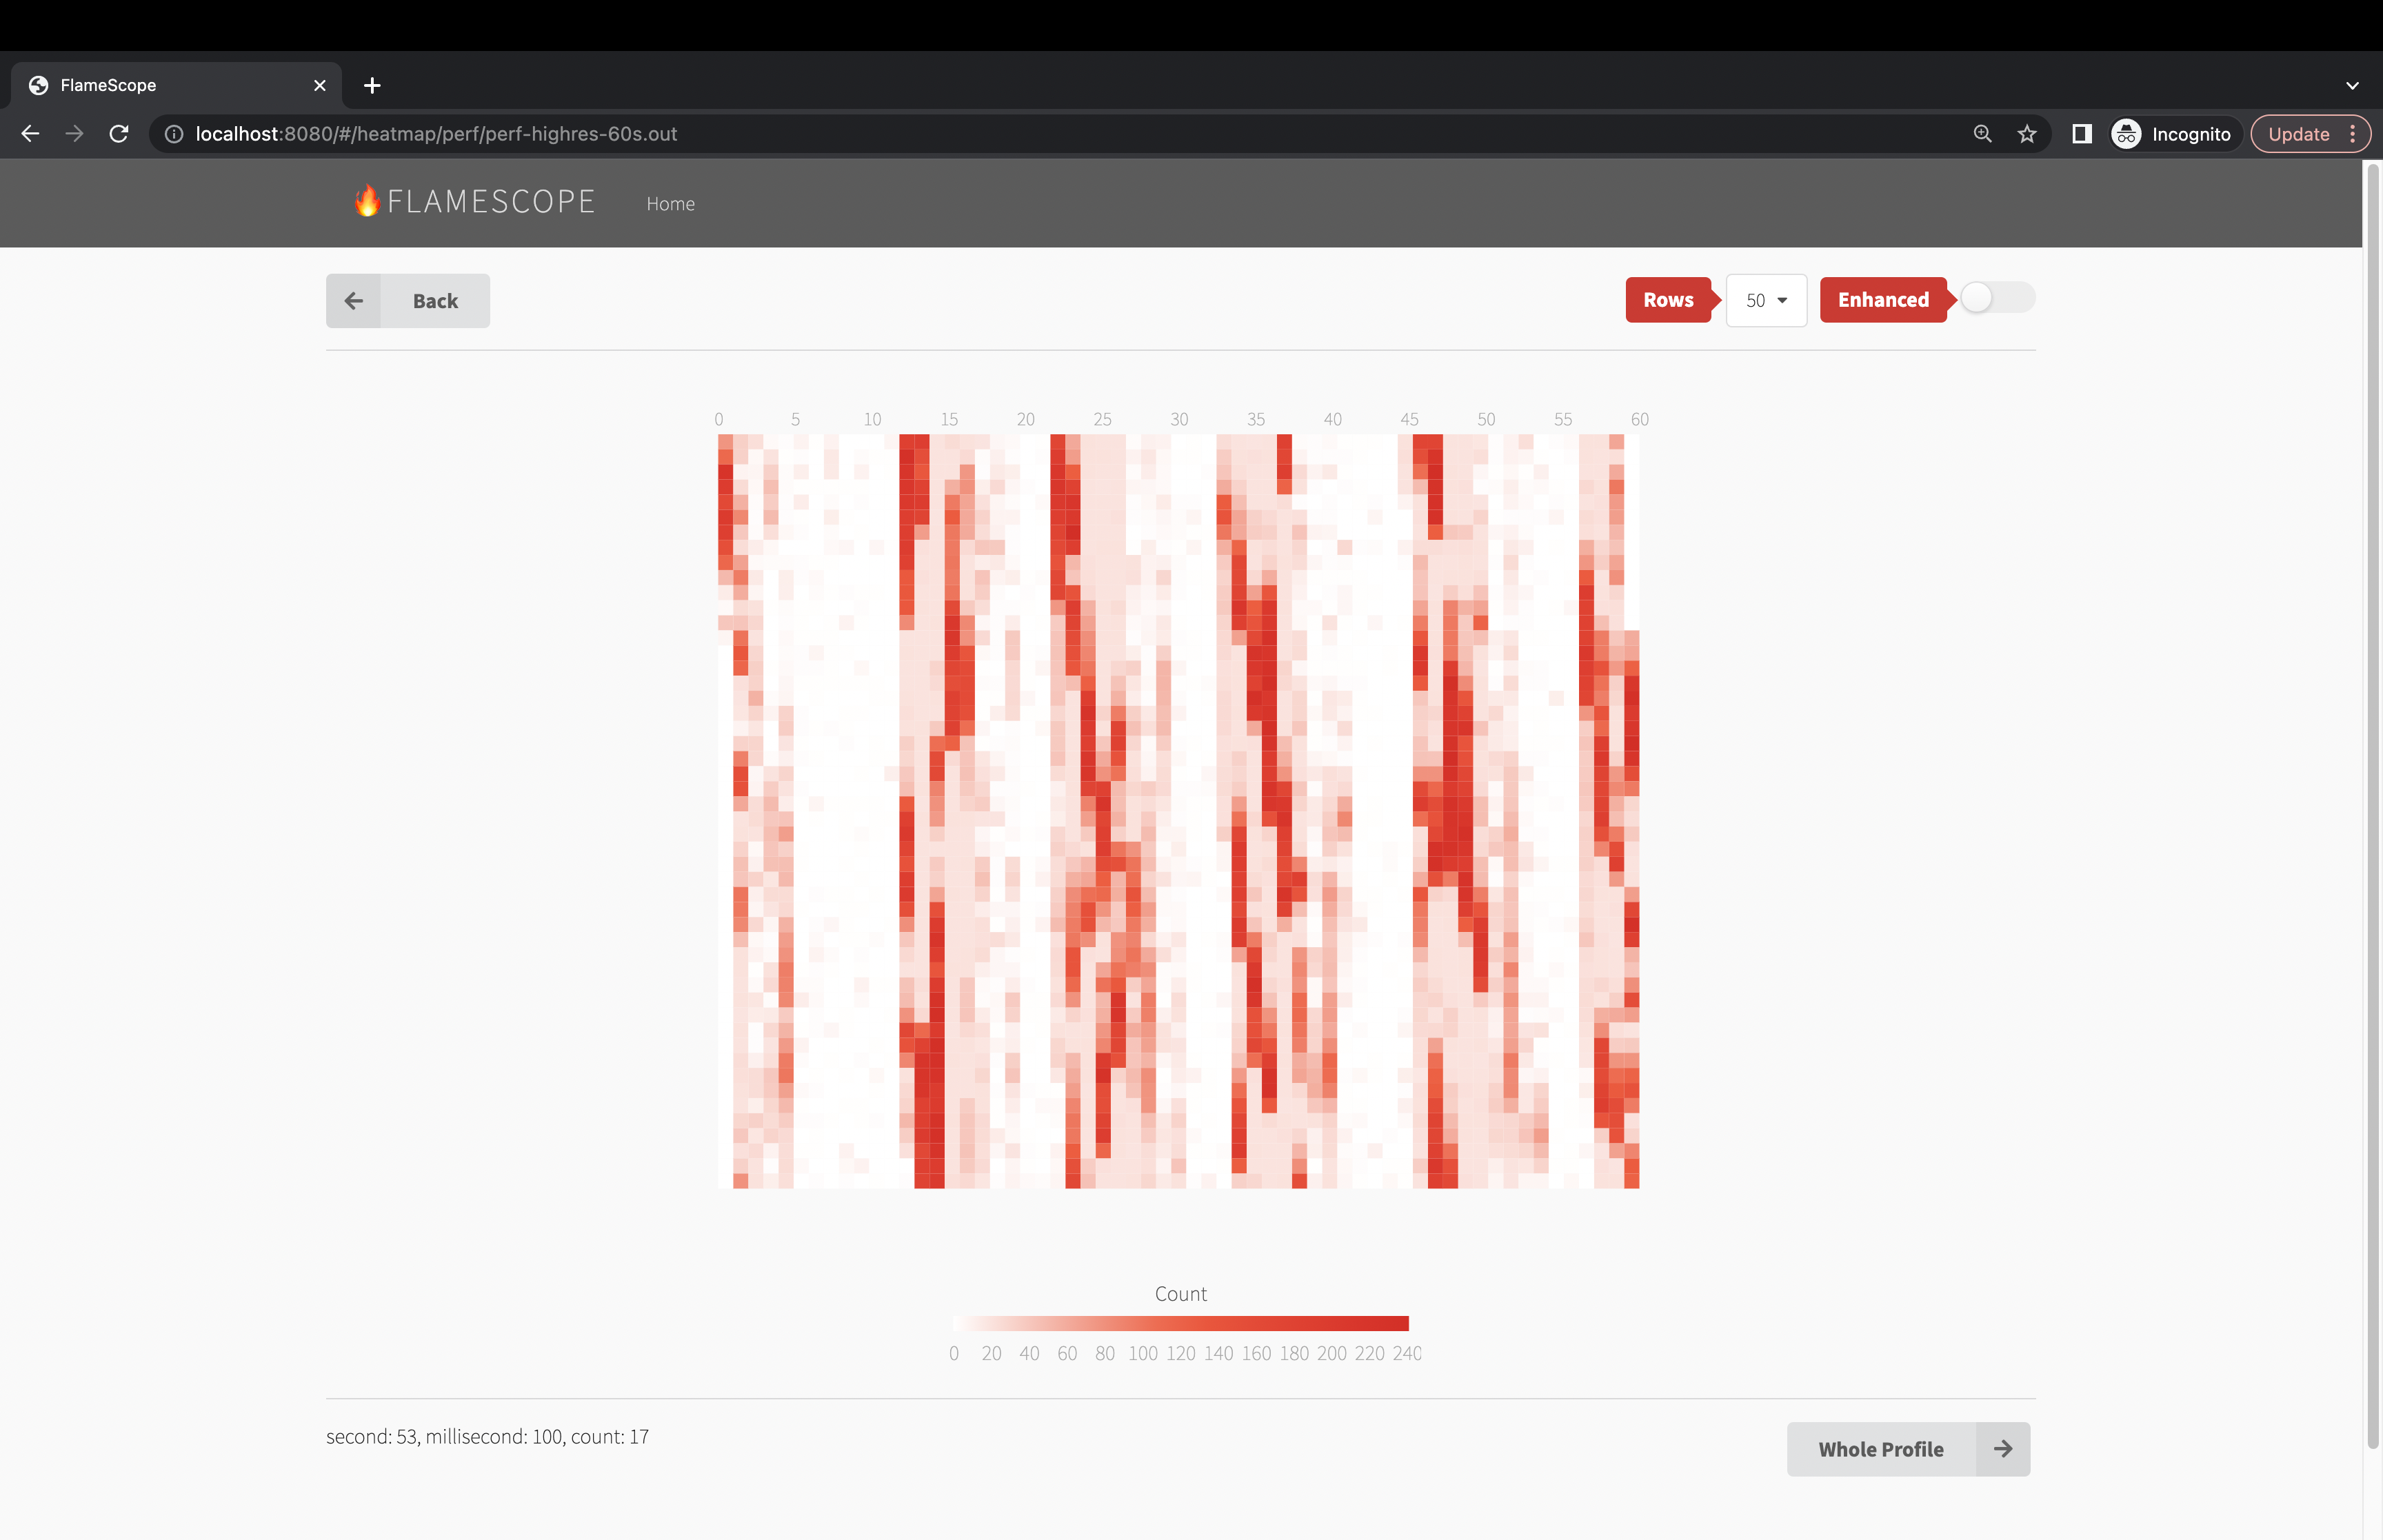 FlameScope
localhost:8080/#/heatmap/perf/perf-highres-60s.out
Incognito
Update
FLAMESCOPE
Home
Back
Rows
50
Enhanced
0 5 10 15 20 25 30 35 40 45 50 55 60
Count
0 20 40 60 80 100 120 140 160 180 200 220 240
second: 53, millisecond: 100, count: 17
Whole Profile